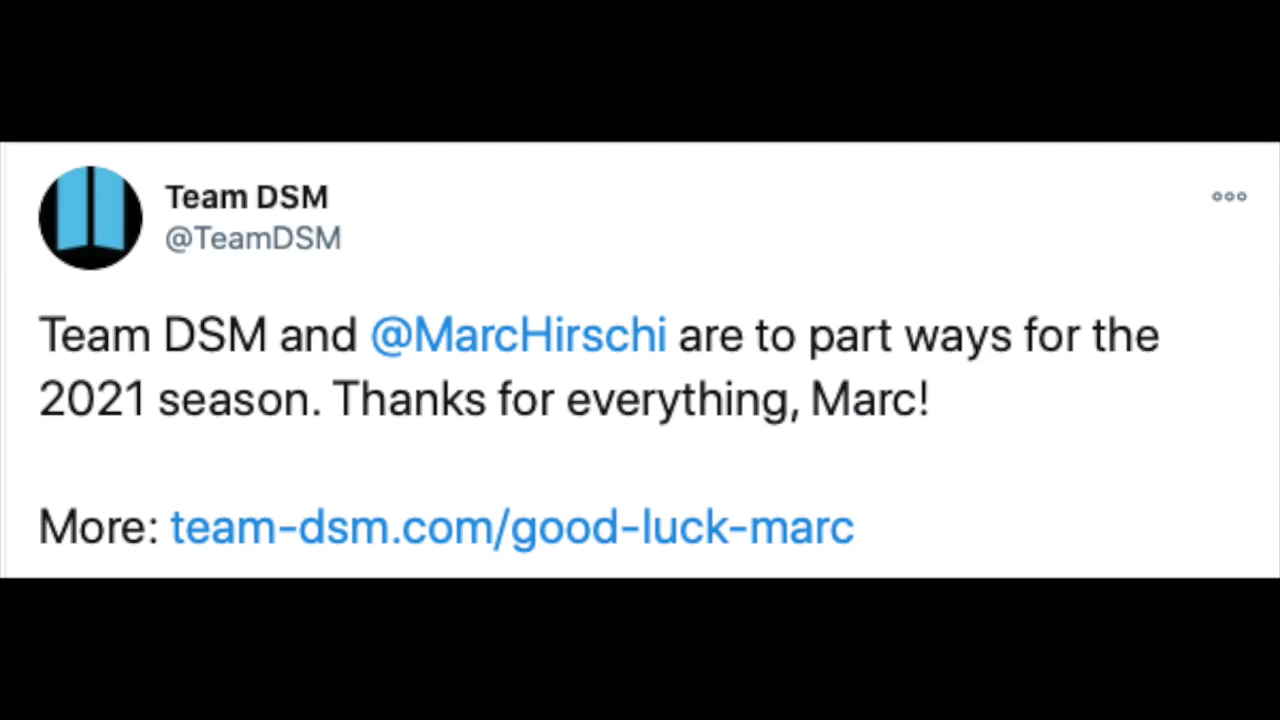 Team DSM
@TeamDSM
Team DSM and @MarcHirschi are to part ways for the
2021 season. Thanks for everything, Marc!
More: team-dsm.com/good-luck-marc